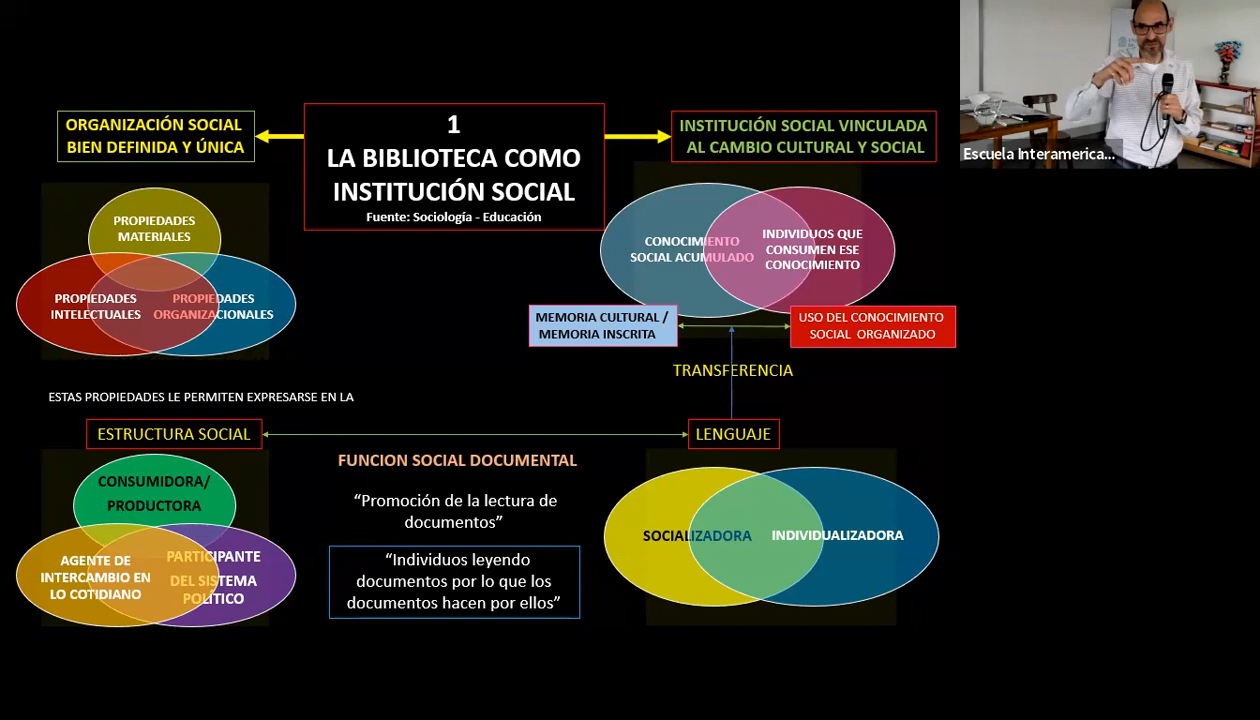 ORGANIZACIÓN SOCIAL
BIEN DEFINIDA Y ÚNICA
1
LA BIBLIOTECA COMO
INSTITUCIÓN SOCIAL
Fuente: Sociología - Educación
INSTITUCIÓN SOCIAL VINCULADA
AL CAMBIO CULTURAL Y SOCIAL
Escuela Interamerica...
PROPIEDADES
MATERIALES
PROPIEDADES
INTELECTUALES
PROPIEDADES
ORGANIZACIONALES
CONOCIMIENTO
SOCIAL ACUMULADO
INDIVIDUOS QUE
CONSUMEN ESE
CONOCIMIENTO
MEMORIA CULTURAL /
MEMORIA INSCRITA
USO DEL CONOCIMIENTO
SOCIAL ORGANIZADO
TRANSFERENCIA
ESTAS PROPIEDADES LE PERMITEN EXPRESARSE EN LA
ESTRUCTURA SOCIAL
LENGUAJE
CONSUMIDORA/
PRODUCTORA
AGENTE DE
INTERCAMBIO EN
LO COTIDIANO
PARTICIPANTE
DEL SISTEMA
POLITICO
FUNCION SOCIAL DOCUMENTAL
“Promoción de la lectura de
documentos”
“Individuos leyendo
documentos por lo que los
documentos hacen por ellos”
SOCIALIZADORA
INDIVIDUALIZADORA